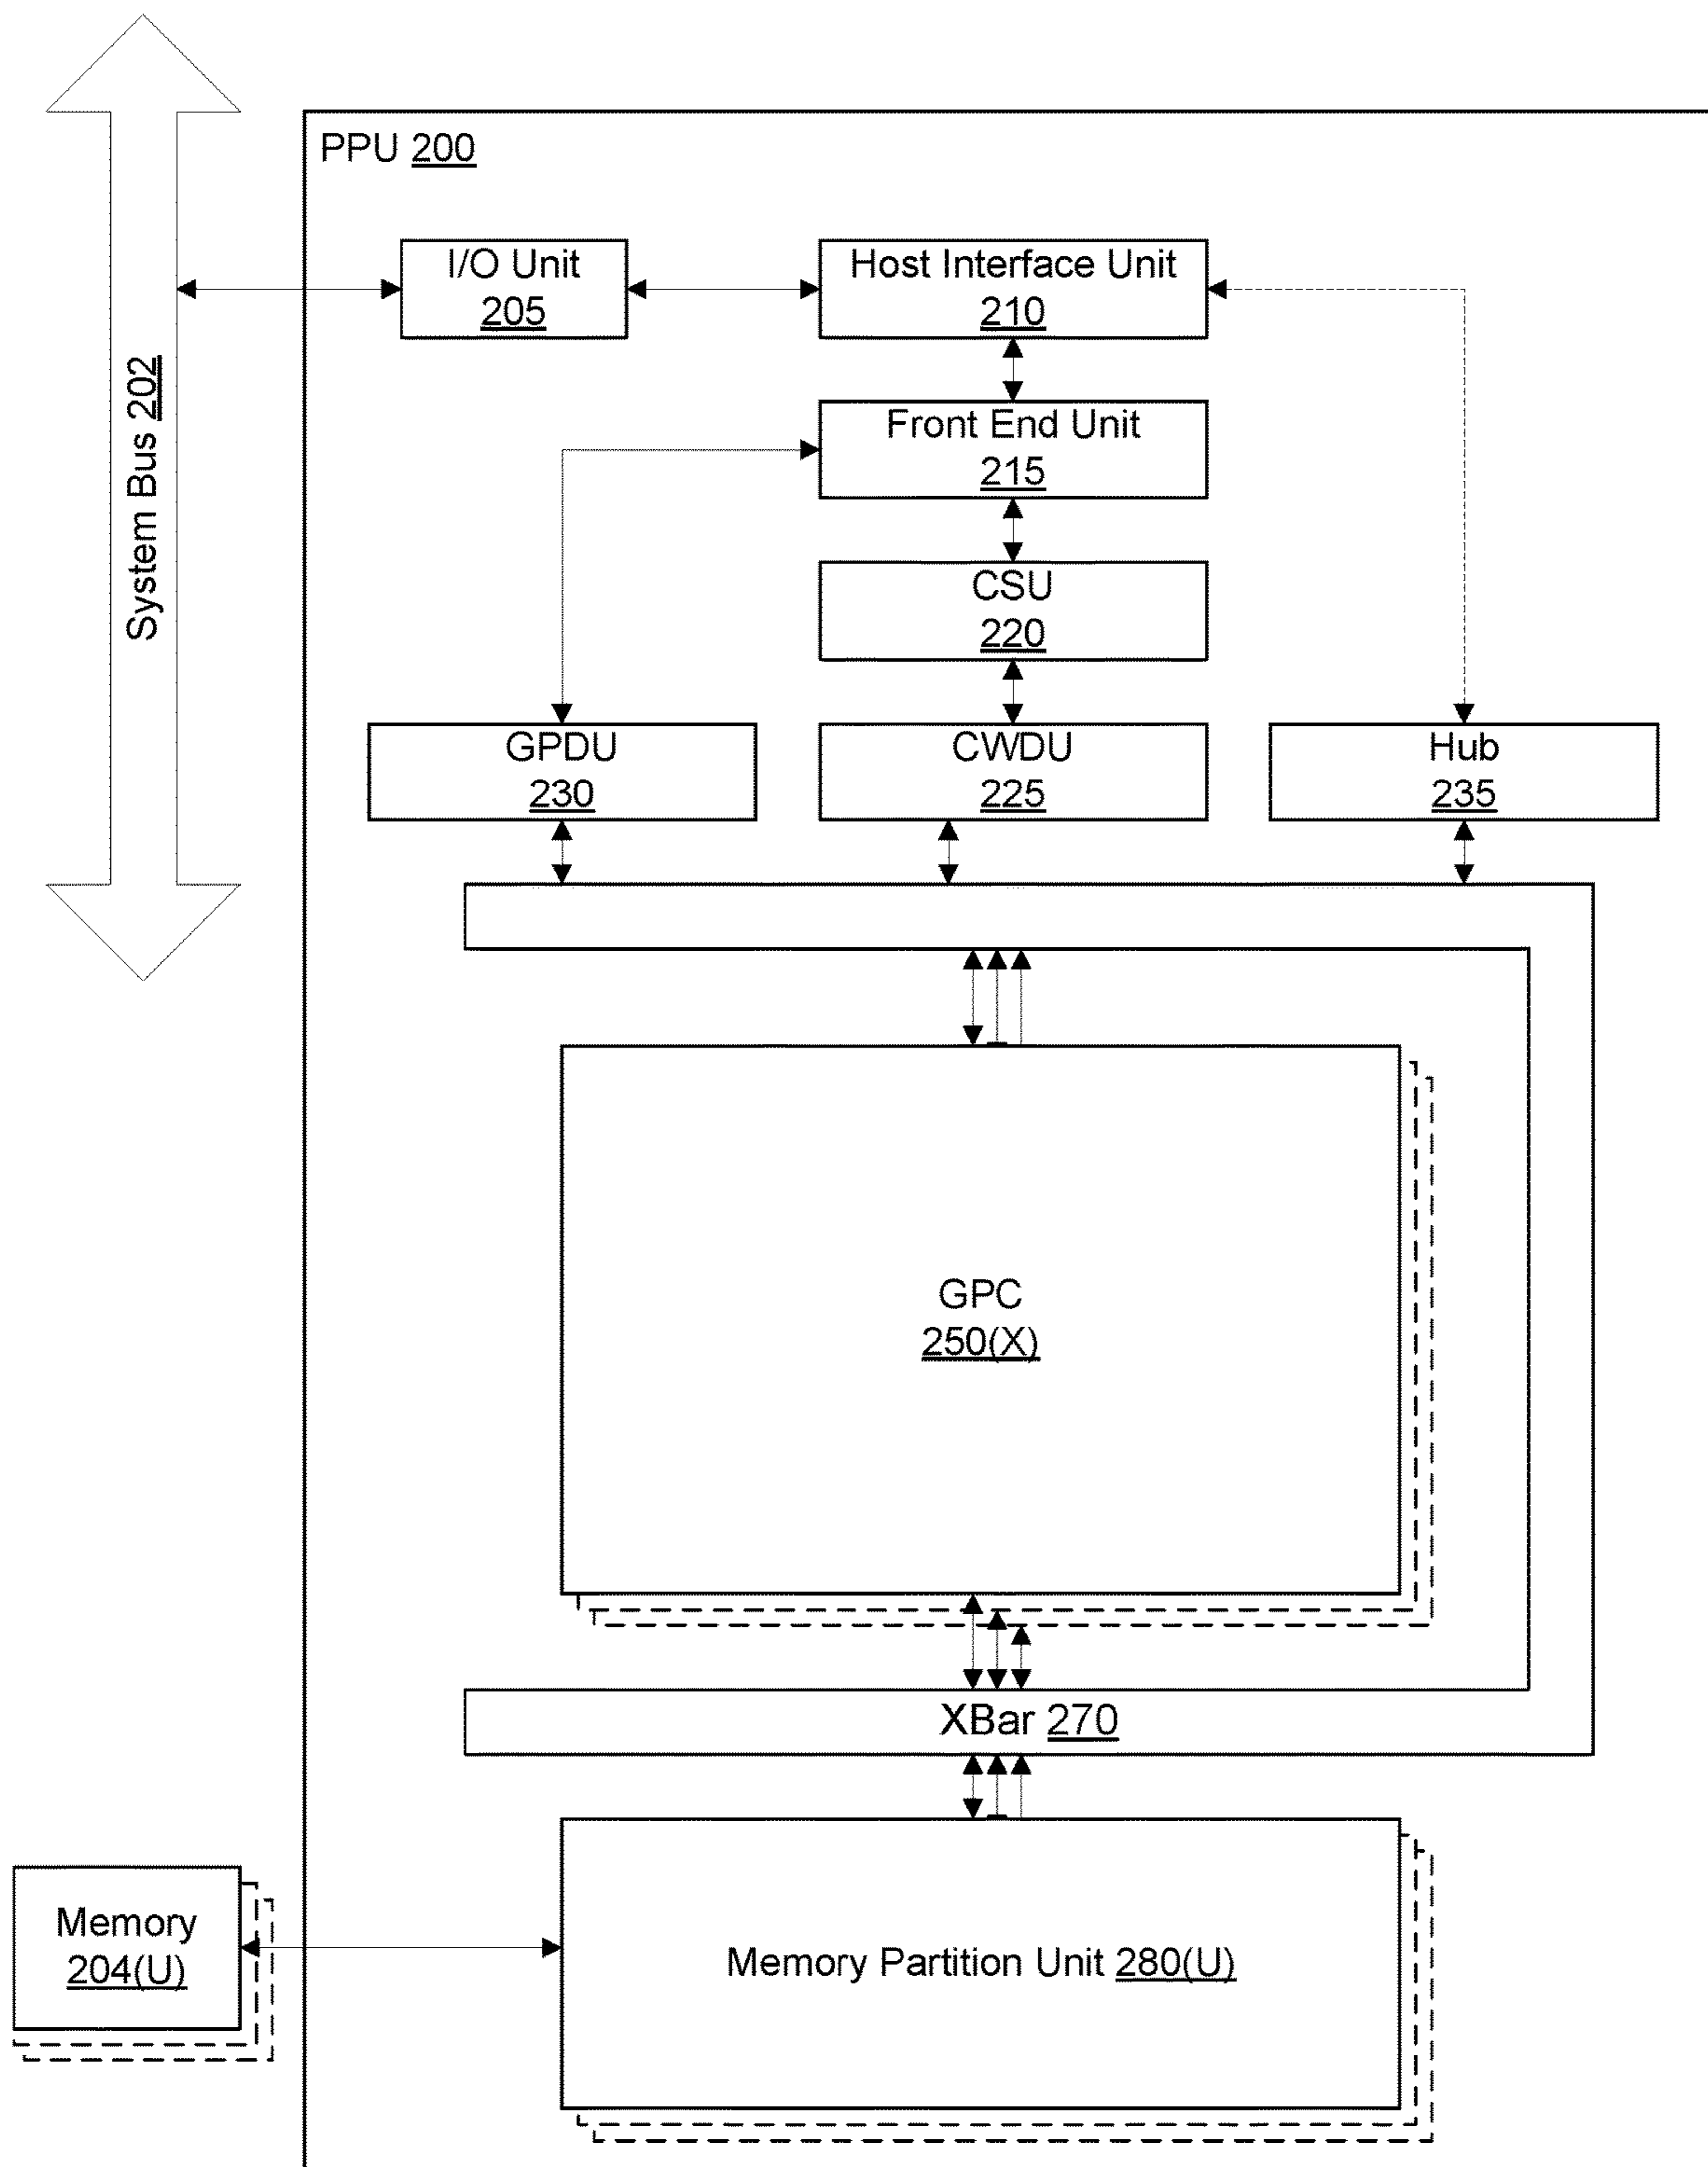 PPU 200
System Bus 202
I/O Unit
205
Host Interface Unit
210
Front End Unit
215
CSU
220
GPDU
230
CWDU
225
Hub
235
GPC
250(X)
XBar 270
Memory
204(U)
Memory Partition Unit 280(U)